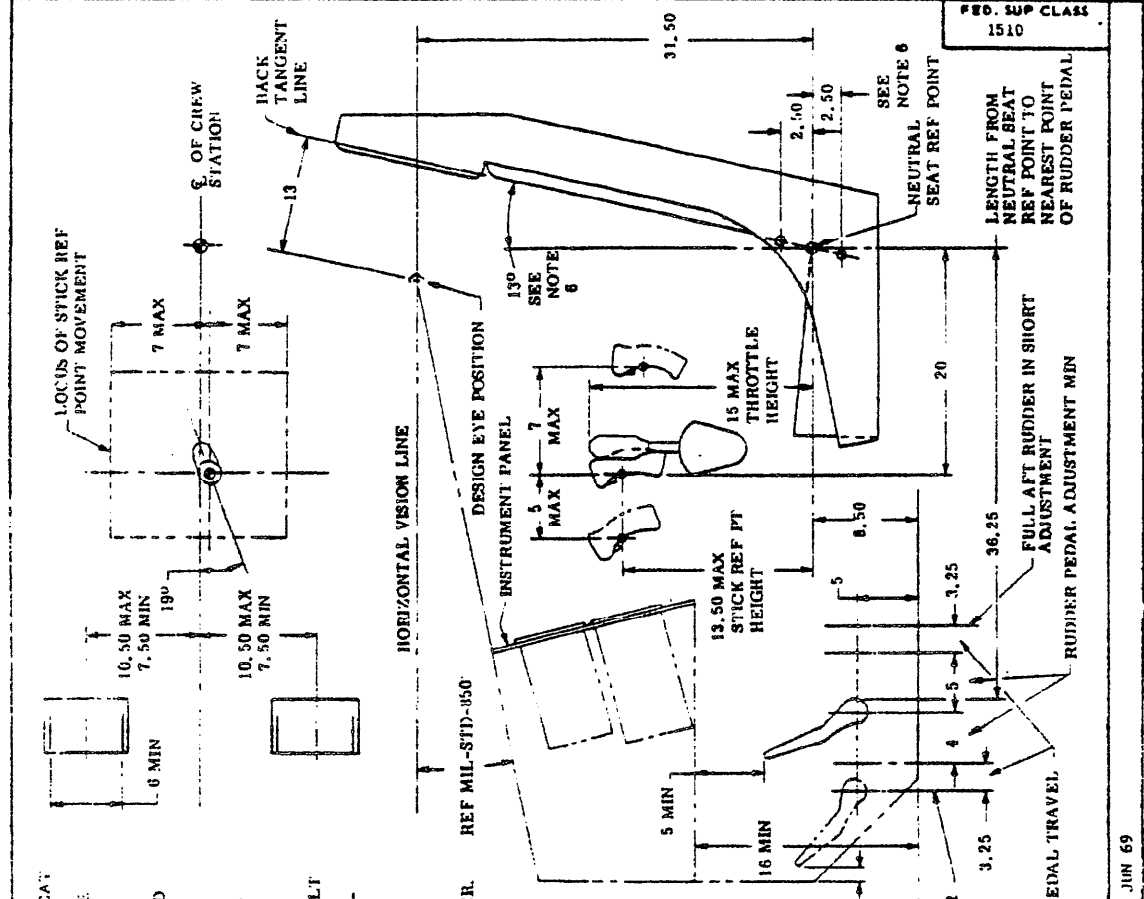 FED. SUP CLASS
1510
31.50
BACK
TANGENT
LINE
℄ OF CREW
STATION
13
LOCUS OF STICK REF
POINT MOVEMENT
7 MAX
7 MAX
2.50
2.50
SEE
NOTE 6
NEUTRAL
SEAT REF POINT
13°
SEE
NOTE
6
LENGTH FROM
NEUTRAL SEAT
REF POINT TO
NEAREST POINT
OF RUDDER PEDAL
DESIGN EYE POSITION
HORIZONTAL VISION LINE
INSTRUMENT PANEL
7
MAX
5
MAX
15 MAX
THROTTLE
HEIGHT
20
19°
10.50 MAX
7.50 MIN
10.50 MAX
7.50 MIN
13.50 MAX
STICK REF PT
HEIGHT
8.50
5
36.25
FULL AFT RUDDER IN SHORT
ADJUSTMENT
3.25
RUDDER PEDAL ADJUSTMENT MIN
5
4
6 MIN
REF MIL-STD-850
5 MIN
16 MIN
3.25
EDAL TRAVEL
EAT
E
D
LT
R.
JUN 69